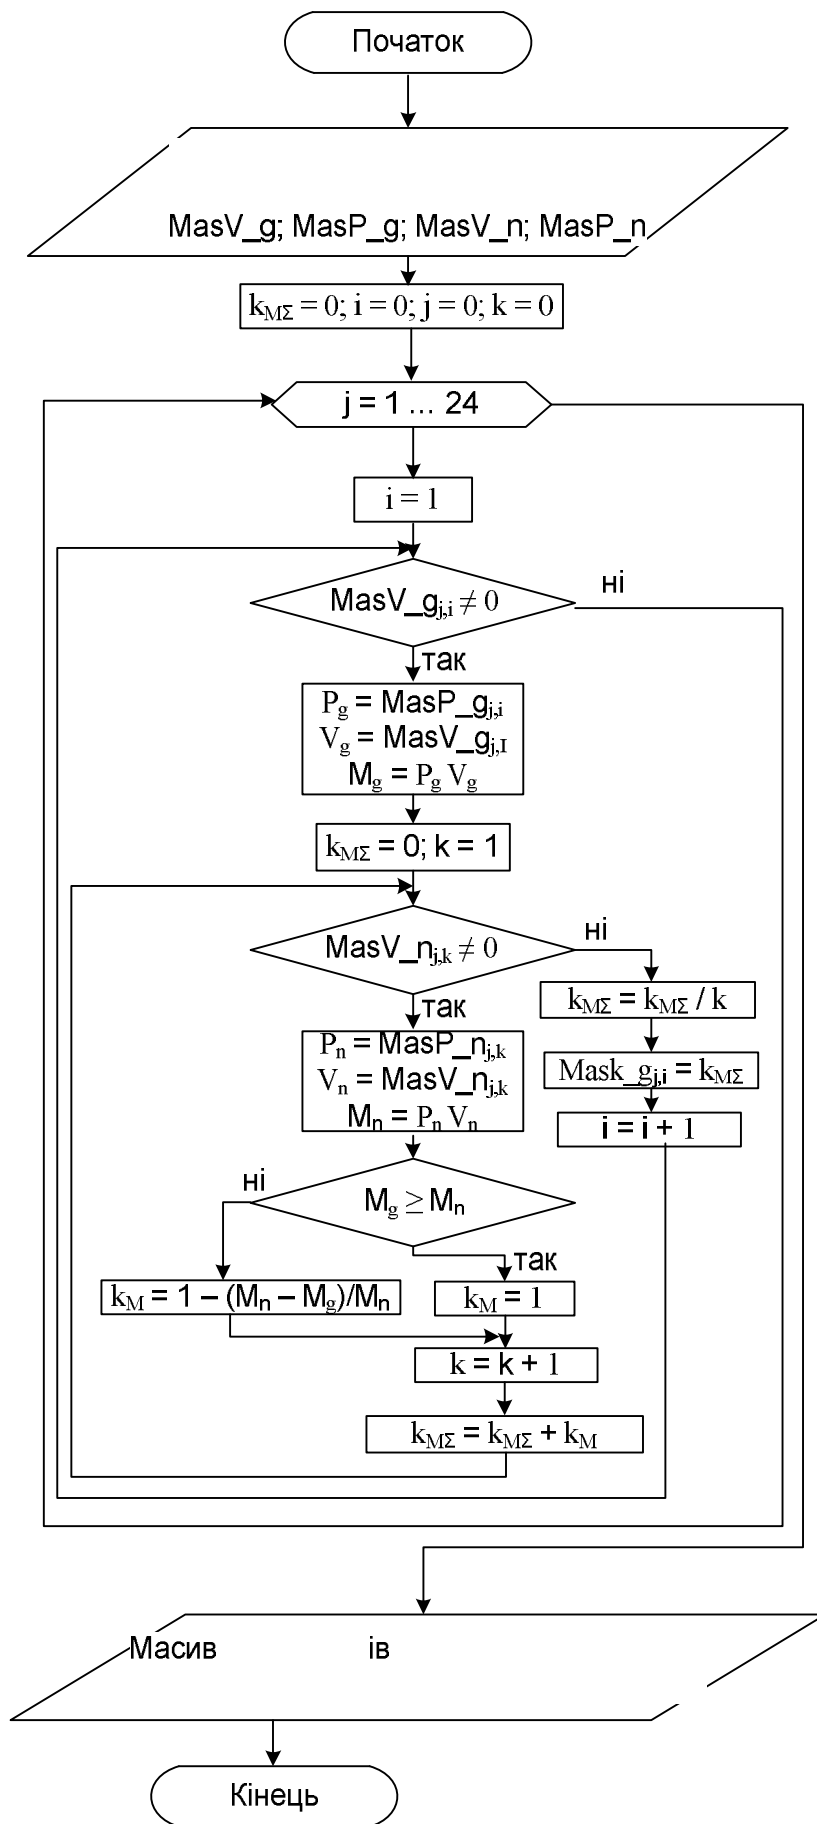 Початок
MasV_g; MasP_g; MasV_n; MasP_n
kMΣ = 0; i = 0; j = 0; k = 0
j = 1 ... 24
i = 1
MasV_gj,i ≠ 0
ні
так
Pg = MasP_gj,i
Vg = MasV_gj,I
Mg = Pg Vg
kMΣ = 0; k = 1
MasV_nj,k ≠ 0
ні
kMΣ = kMΣ / k
так
Pn = MasP_nj,k
Vn = MasV_nj,k
Mn = Pn Vn
Mask_gj,i = kMΣ
i = i + 1
ні
Mg ≥ Mn
так
kM = 1 – (Mn – Mg)/Mn
kM = 1
k = k + 1
kMΣ = kMΣ + kM
Масив ів
Кінець